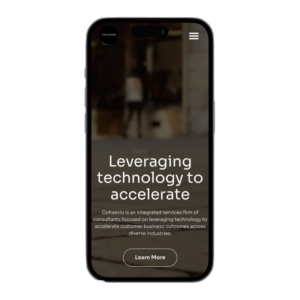 Leveraging
technology to
accelerate
is an integrated services firm of
consultants focused on leveraging technology to
accelerate customer business outcomes across
diverse industries.
Learn More